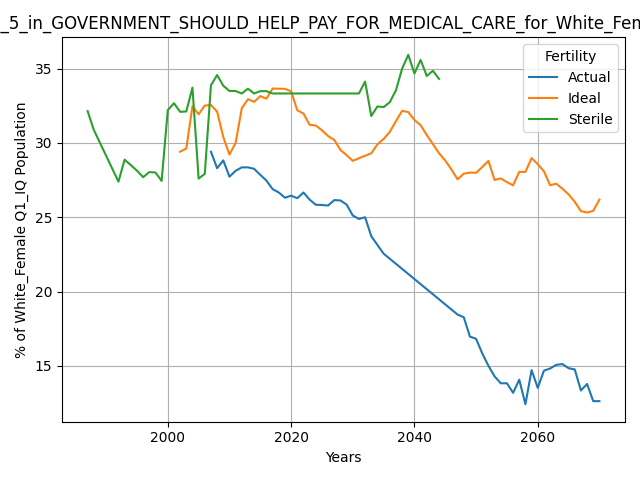 _5_in_GOVERNMENT_SHOULD_HELP_PAY_FOR_MEDICAL_CARE_for_White_Fem
Fertility
Actual
Ideal
Sterile
% of White_Female Q1_IQ Population
35
30
25
20
15
2000 2020 2040 2060
Years